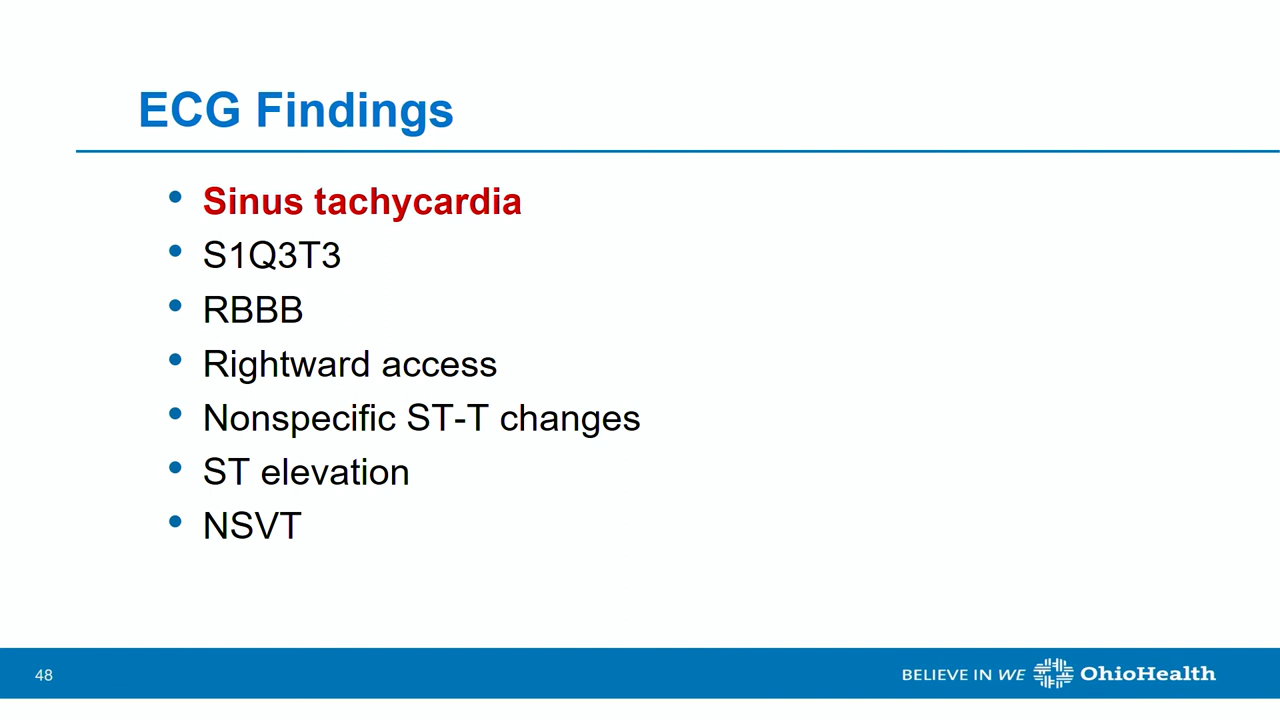 ECG Findings
Sinus tachycardia
S1Q3T3
RBBB
Rightward access
Nonspecific ST-T changes
ST elevation
NSVT
48
BELIEVE IN WE OhioHealth